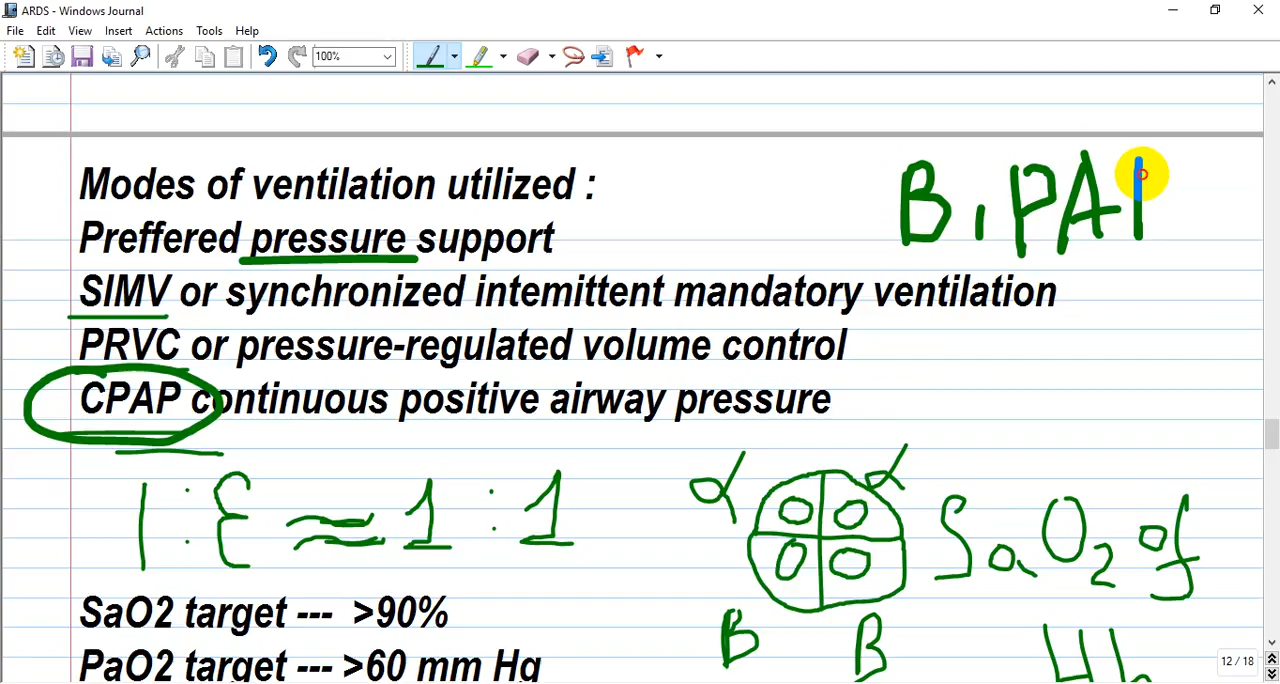 ARDS - Windows Journal
File Edit View Insert Actions Tools Help
100%
BiPAP
Modes of ventilation utilized :
Preffered pressure support
SIMV or synchronized intemittent mandatory ventilation
PRVC or pressure-regulated volume control
CPAP continuous positive airway pressure
I : E ≈ 1 : 1
α α
SaO2 of
B B
Hb
SaO2 target --- >90%
PaO2 target --- >60 mm Hg
12 / 18